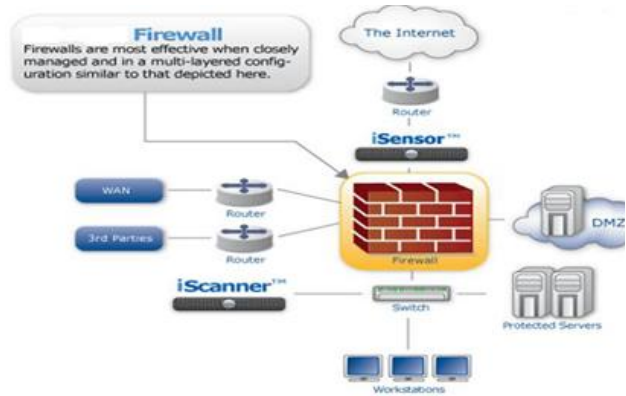 Firewall
Firewalls are most effective when closely
managed and in a multi-layered config-
uration similar to that depicted here.
The Internet
Router
iSensor™
WAN
Router
3rd Parties
Router
Firewall
DMZ
iScanner™
Switch
Protected Servers
Workstations